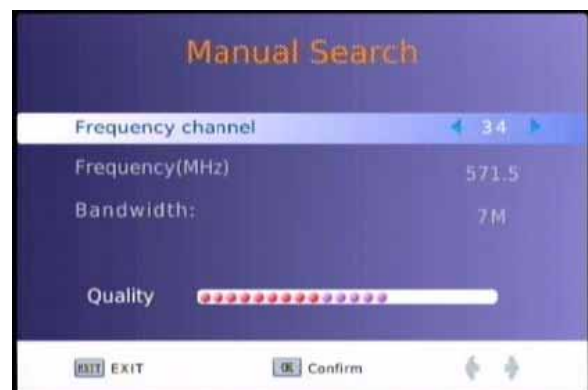 Manual Search
Frequency channel 34
Frequency(MHz) 571.5
Bandwidth: 7M
Quality
EXIT EXIT OK Confirm